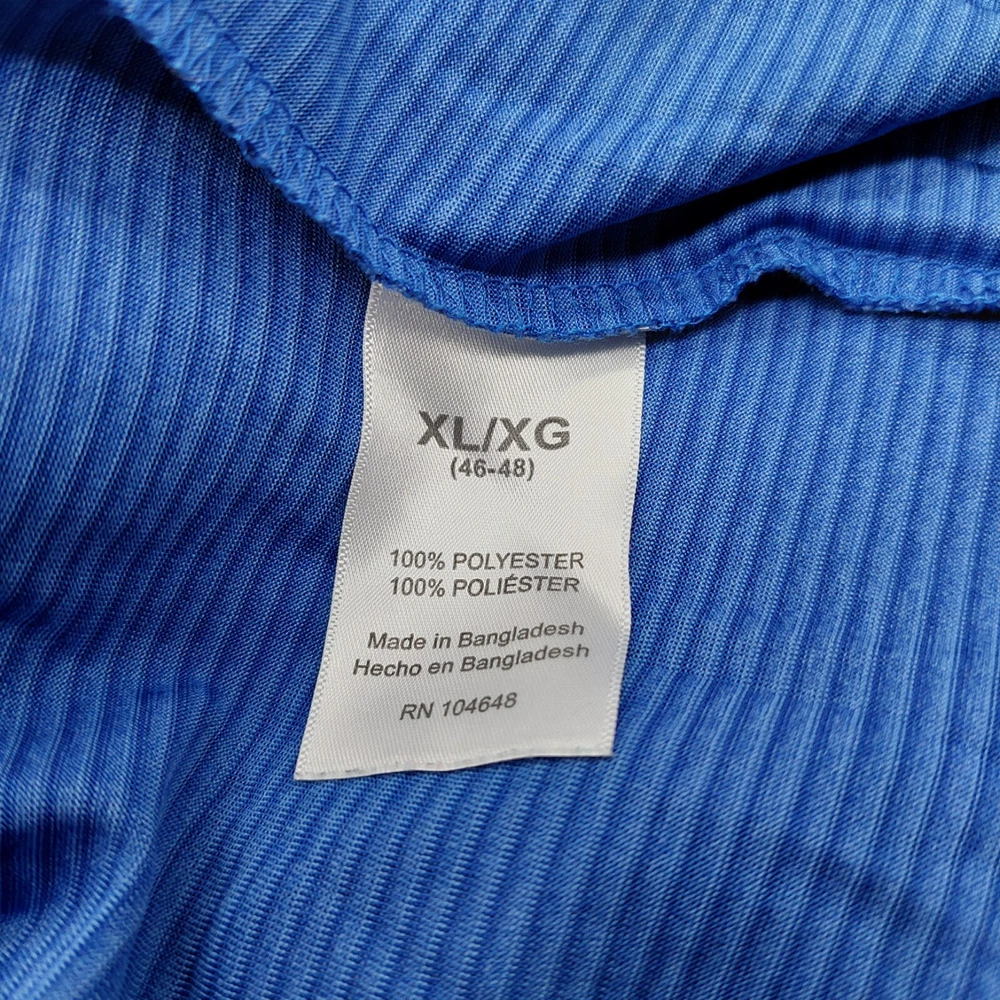 XL/XG
(46-48)
100% POLYESTER
100% POLIÉSTER
Made in Bangladesh
Hecho en Bangladesh
RN 104648